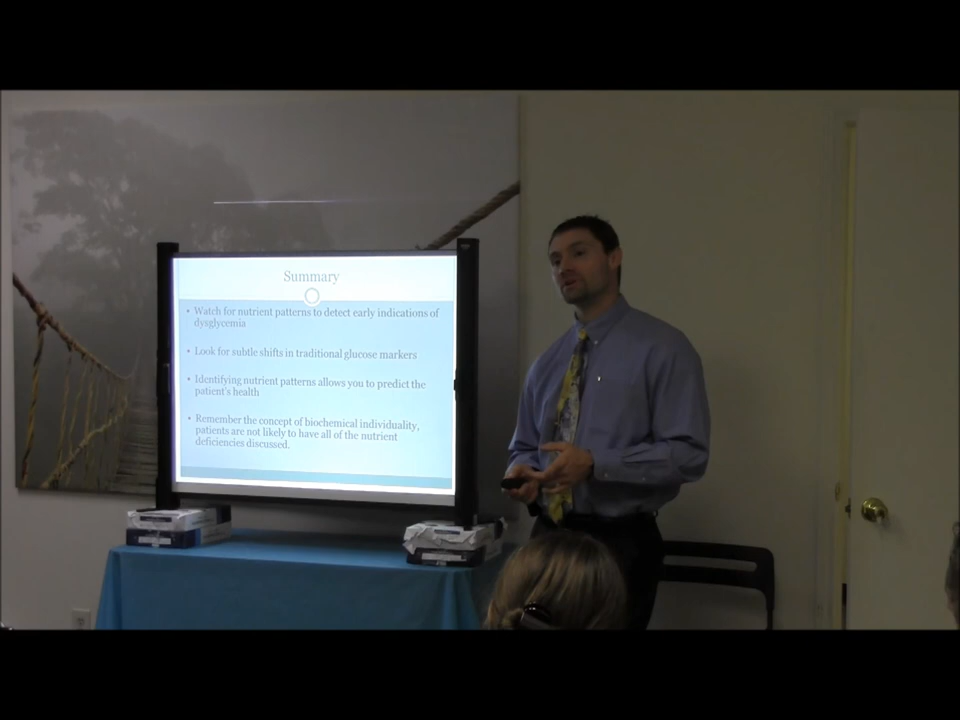 Summary
• Watch for nutrient patterns to detect early indications of
dysglycemia
• Look for subtle shifts in traditional glucose markers
• Identifying nutrient patterns allows you to predict the
patient's health
• Remember the concept of biochemical individuality,
patients are not likely to have all of the nutrient
deficiencies discussed.